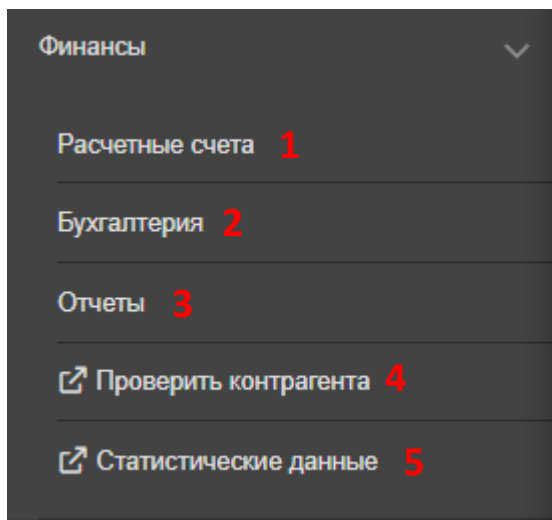 Финансы
Расчетные счета 1
Бухгалтерия 2
Отчеты 3
Проверить контрагента 4
Статистические данные 5